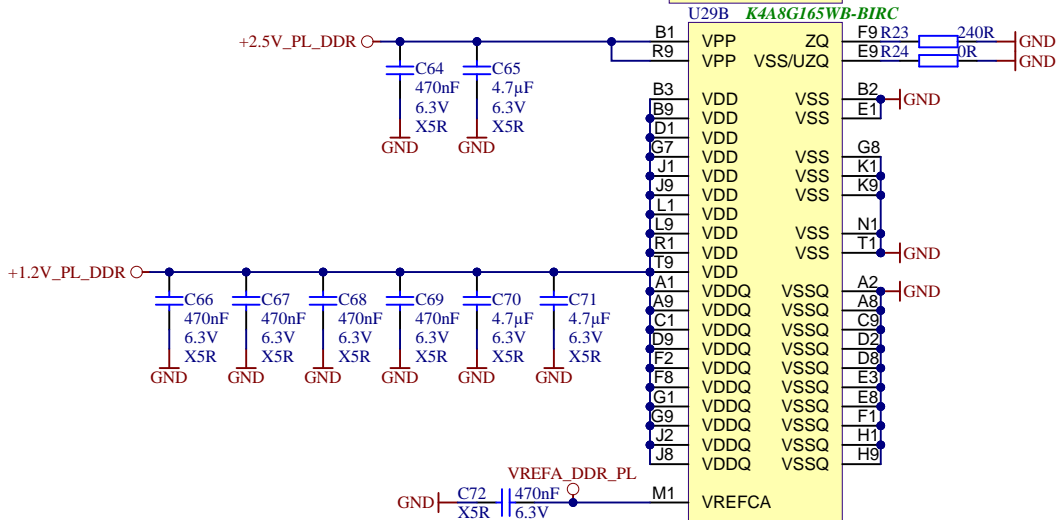 U29B K4A8G165WB-BIRC
+2.5V_PL_DDR B1 VPP ZQ F9 R23 240R GND
R9 VPP VSS/UZQ E9 R24 0R GND
C64 C65
470nF 4.7µF
6.3V 6.3V
X5R X5R
GND GND
B3 VDD VSS B2 GND
B9 VDD VSS E1
D1 VDD
G7 VDD VSS G8
J1 VDD VSS K1
J9 VDD VSS K9
L1 VDD
L9 VDD VSS N1
R1 VDD VSS T1 GND
+1.2V_PL_DDR T9 VDD
A1 VDDQ VSSQ A2 GND
A9 VDDQ VSSQ A8
C1 VDDQ VSSQ C9
D9 VDDQ VSSQ D2
F2 VDDQ VSSQ D8
F8 VDDQ VSSQ E3
G1 VDDQ VSSQ E8
G9 VDDQ VSSQ F1
J2 VDDQ VSSQ H1
J8 VDDQ VSSQ H9
C66 C67 C68 C69 C70 C71
470nF 470nF 470nF 470nF 4.7µF 4.7µF
6.3V 6.3V 6.3V 6.3V 6.3V 6.3V
X5R X5R X5R X5R X5R X5R
GND GND GND GND GND GND
VREFA_DDR_PL
GND C72 470nF M1 VREFCA
X5R 6.3V